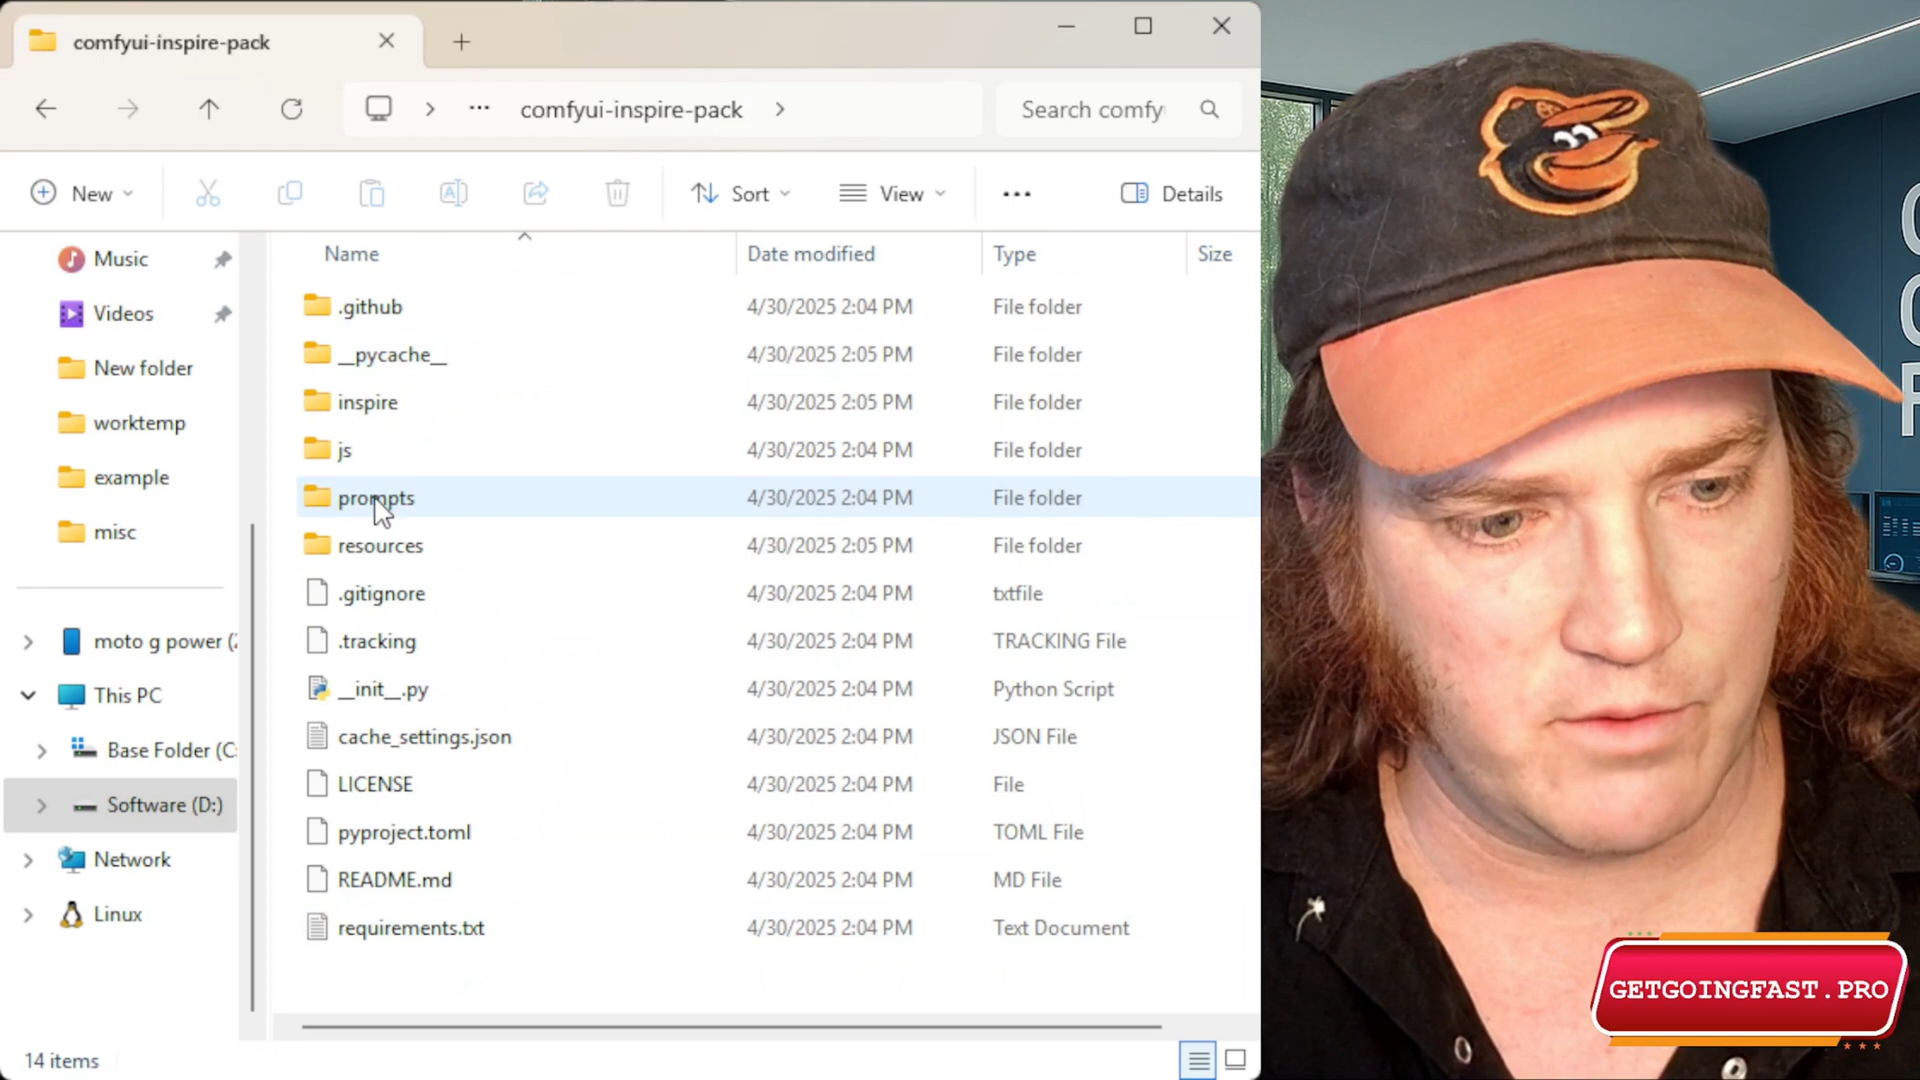 comfyui-inspire-pack
comfyui-inspire-pack
Search comfy
New
Sort
View
Details
Name
Date modified
Type
Size
Music
Videos
New folder
worktemp
example
misc
moto g power (
This PC
Base Folder (C:
Software (D:)
Network
Linux
.github 4/30/2025 2:04 PM File folder
__pycache__ 4/30/2025 2:05 PM File folder
inspire 4/30/2025 2:05 PM File folder
js 4/30/2025 2:04 PM File folder
prompts 4/30/2025 2:04 PM File folder
resources 4/30/2025 2:05 PM File folder
.gitignore 4/30/2025 2:04 PM txtfile
.tracking 4/30/2025 2:04 PM TRACKING File
__init__.py 4/30/2025 2:04 PM Python Script
cache_settings.json 4/30/2025 2:04 PM JSON File
LICENSE 4/30/2025 2:04 PM File
pyproject.toml 4/30/2025 2:04 PM TOML File
README.md 4/30/2025 2:04 PM MD File
requirements.txt 4/30/2025 2:04 PM Text Document
14 items
GETGOINGFAST.PRO